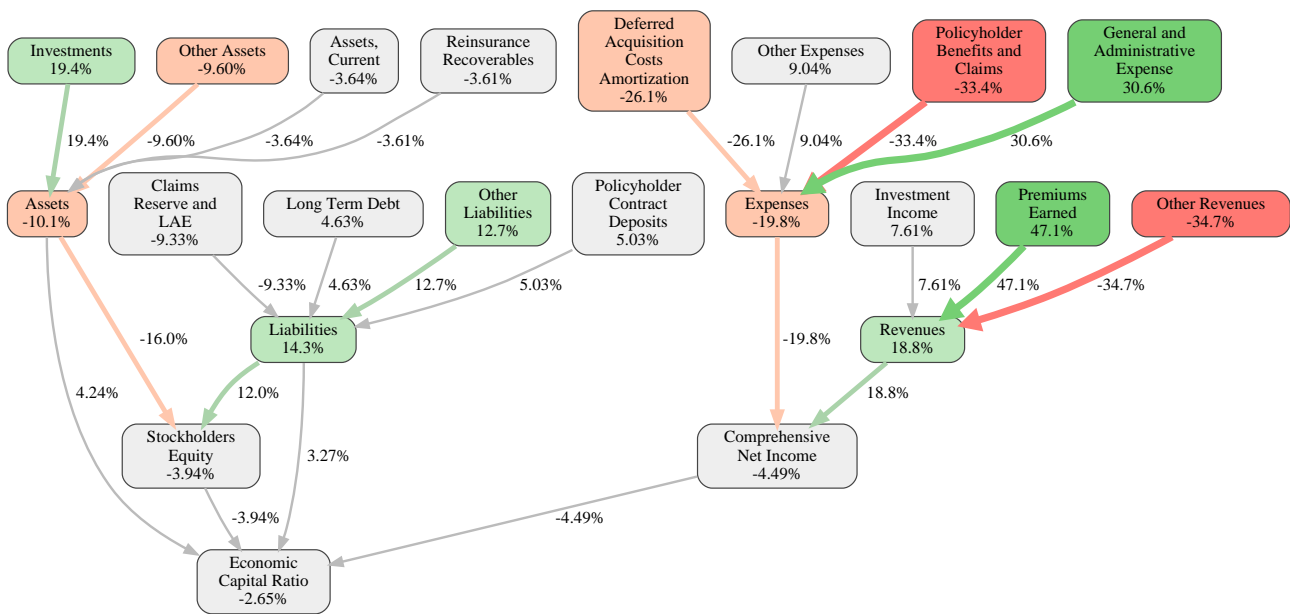 Investments
19.4%
Other Assets
-9.60%
Assets,
Current
-3.64%
Reinsurance
Recoverables
-3.61%
Deferred
Acquisition
Costs
Amortization
-26.1%
Other Expenses
9.04%
Policyholder
Benefits and
Claims
-33.4%
General and
Administrative
Expense
30.6%
19.4%
-9.60%
-3.64%
-3.61%
-26.1%
9.04%
-33.4%
30.6%
Assets
-10.1%
Claims
Reserve and
LAE
-9.33%
Long Term Debt
4.63%
Other
Liabilities
12.7%
Policyholder
Contract
Deposits
5.03%
Expenses
-19.8%
Investment
Income
7.61%
Premiums
Earned
47.1%
Other Revenues
-34.7%
-9.33%
4.63%
12.7%
5.03%
7.61%
47.1%
-34.7%
-16.0%
Liabilities
14.3%
-19.8%
Revenues
18.8%
4.24%
12.0%
3.27%
18.8%
Stockholders
Equity
-3.94%
Comprehensive
Net Income
-4.49%
-3.94%
-4.49%
Economic
Capital Ratio
-2.65%